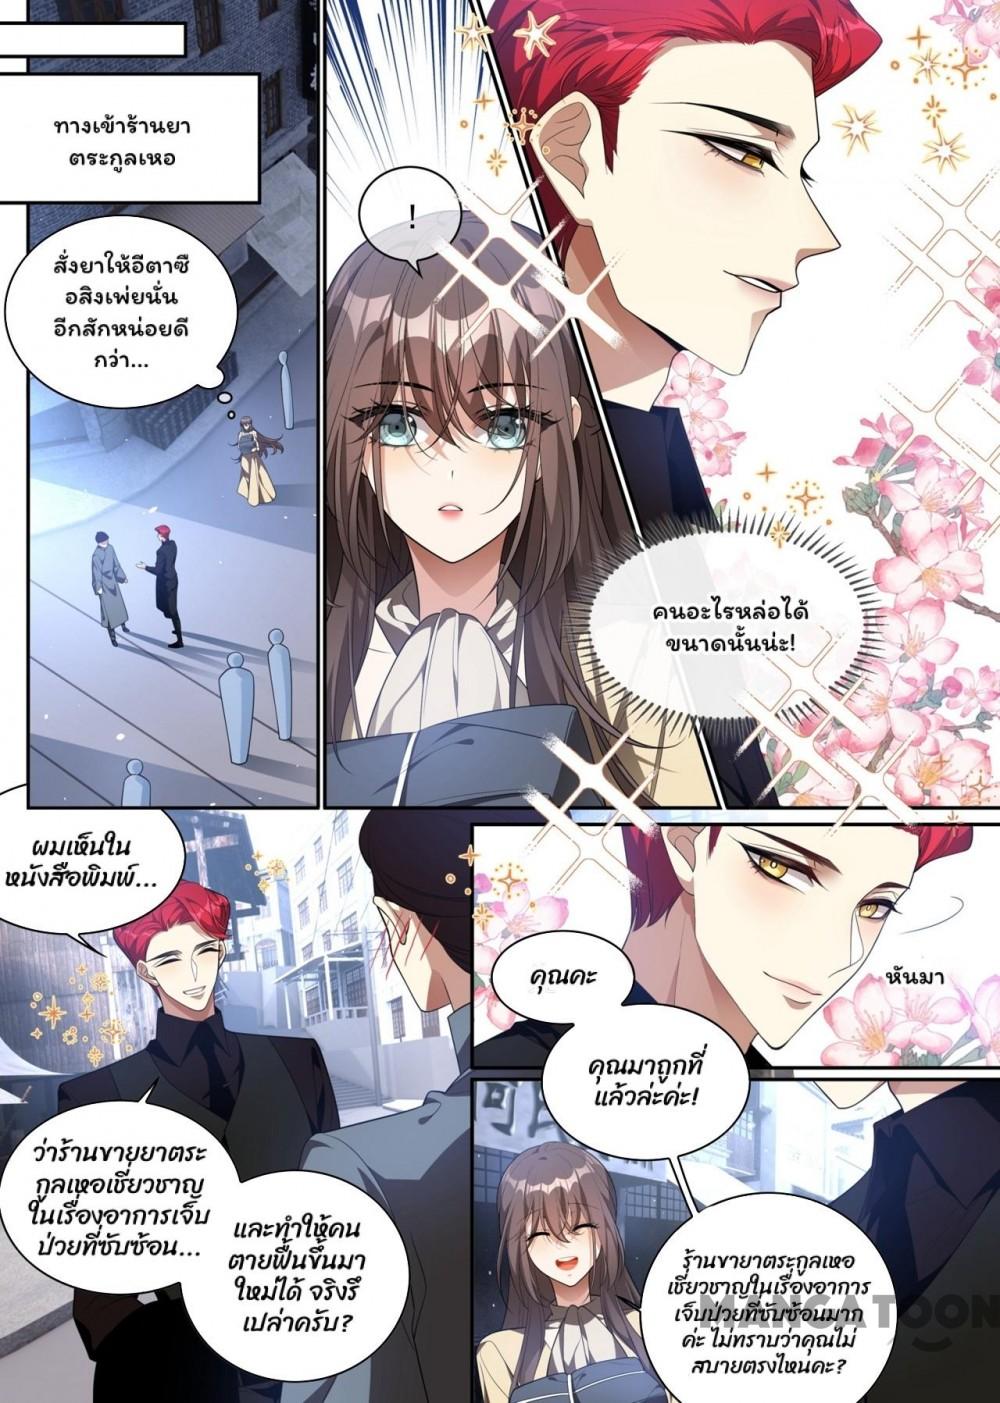 ทางเข้าร้านยา
ตระกูลเหอ
สั่งยาให้อีตาซื
อสิงเพ่ยนั่น
อีกสักหน่อยดี
กว่า...
!
คนอะไรหล่อได้
ขนาดนั้นน่ะ!
ผมเห็นใน
หนังสือพิมพ์...
ว่าร้านขายยาตระ
กูลเหอเชี่ยวชาญ
ในเรื่องอาการเจ็บ
ป่วยที่ซับซ้อน...
และทำให้คน
ตายฟื้นขึ้นมา
ใหม่ได้ จริงรึ
เปล่าครับ?
หันมา
คุณคะ
คุณมาถูกที่
แล้วล่ะค่ะ!
ร้านขายาตระกูลเหอ
เชี่ยวชาญในเรื่องอาการ
เจ็บป่วยที่ซับซ้อนมาก
ค่ะ ไม่ทราบว่าคุณไม่
สบายตรงไหนคะ?
MANGATOON